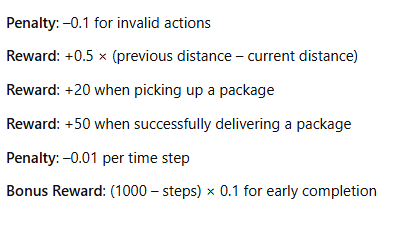 Penalty: –0.1 for invalid actions
Reward: +0.5 × (previous distance – current distance)
Reward: +20 when picking up a package
Reward: +50 when successfully delivering a package
Penalty: –0.01 per time step
Bonus Reward: (1000 – steps) × 0.1 for early completion